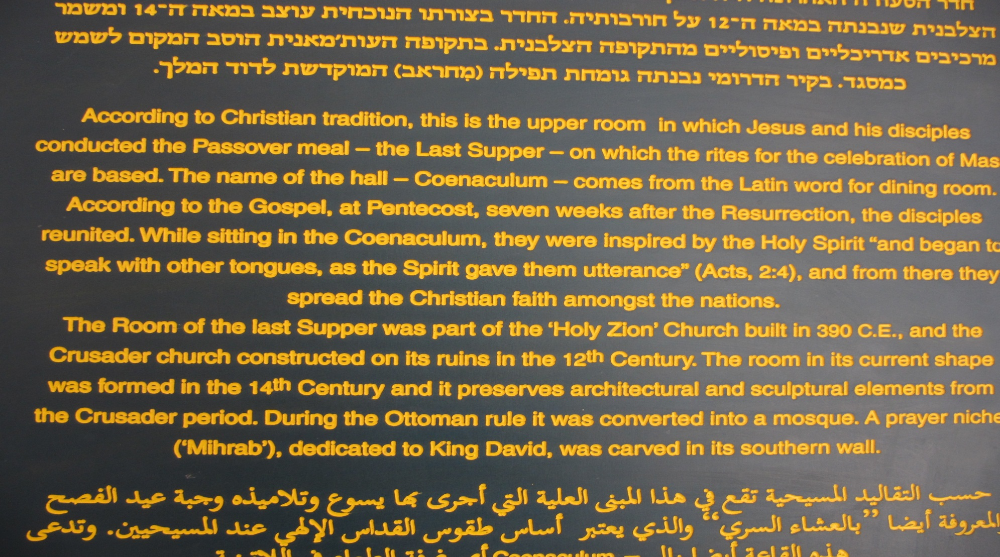 חדר הסעודה
הצלבנית שנבנתה במאה ה־12 על חורבותיה. החדר בצורתו הנוכחית עוצב במאה ה־14 ומשמר
מרכיבים אדריכליים ופיסוליים מהתקופה הצלבנית. בתקופה העות'מאנית הוסב המקום לשמש
כמסגד. בקיר הדרומי נבנתה גומחת תפילה (מִחראב) המוקדשת לדוד המלך.
According to Christian tradition, this is the upper room in which Jesus and his disciples
conducted the Passover meal – the Last Supper – on which the rites for the celebration of Mas
are based. The name of the hall – Coenaculum – comes from the Latin word for dining room.
According to the Gospel, at Pentecost, seven weeks after the Resurrection, the disciples
reunited. While sitting in the Coenaculum, they were inspired by the Holy Spirit “and began to
speak with other tongues, as the Spirit gave them utterance” (Acts, 2:4), and from there they
spread the Christian faith amongst the nations.
The Room of the last Supper was part of the ‘Holy Zion’ Church built in 390 C.E., and the
Crusader church constructed on its ruins in the 12th Century. The room in its current shape
was formed in the 14th Century and it preserves architectural and sculptural elements from
the Crusader period. During the Ottoman rule it was converted into a mosque. A prayer niche
(‘Mihrab’), dedicated to King David, was carved in its southern wall.
حسب التقاليد المسيحية تقع في هذا المبنى العلية التي أجرى بها يسوع وتلاميذه وجبة عيد الفصح
المعروفة أيضا ”بالعشاء السري“ والذي يعتبر أساس طقوس القداس الإلهي عند المسيحيين. وتدعى
هذه القاعة أيضا بال – Coenaculum أي غرفة الطعام في اللاتينية